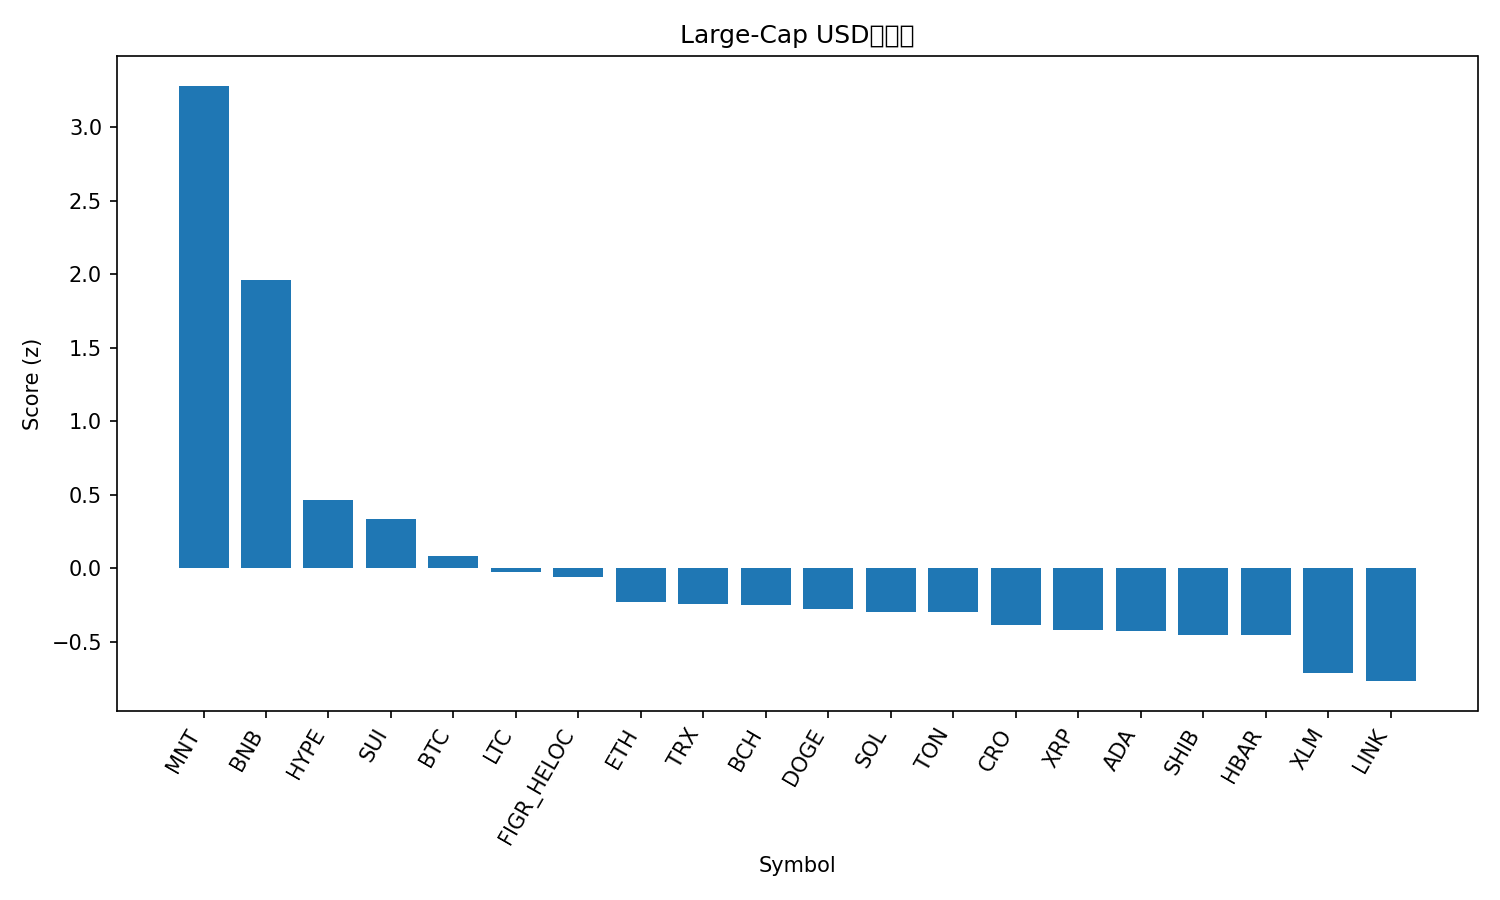 Large-Cap USD
Score (z)
3.0
2.5
2.0
1.5
1.0
0.5
0.0
−0.5
MNT
BNB
HYPE
SUI
BTC
LTC
FIGR_HELOC
ETH
TRX
BCH
DOGE
SOL
TON
CRO
XRP
ADA
SHIB
HBAR
XLM
LINK
Symbol